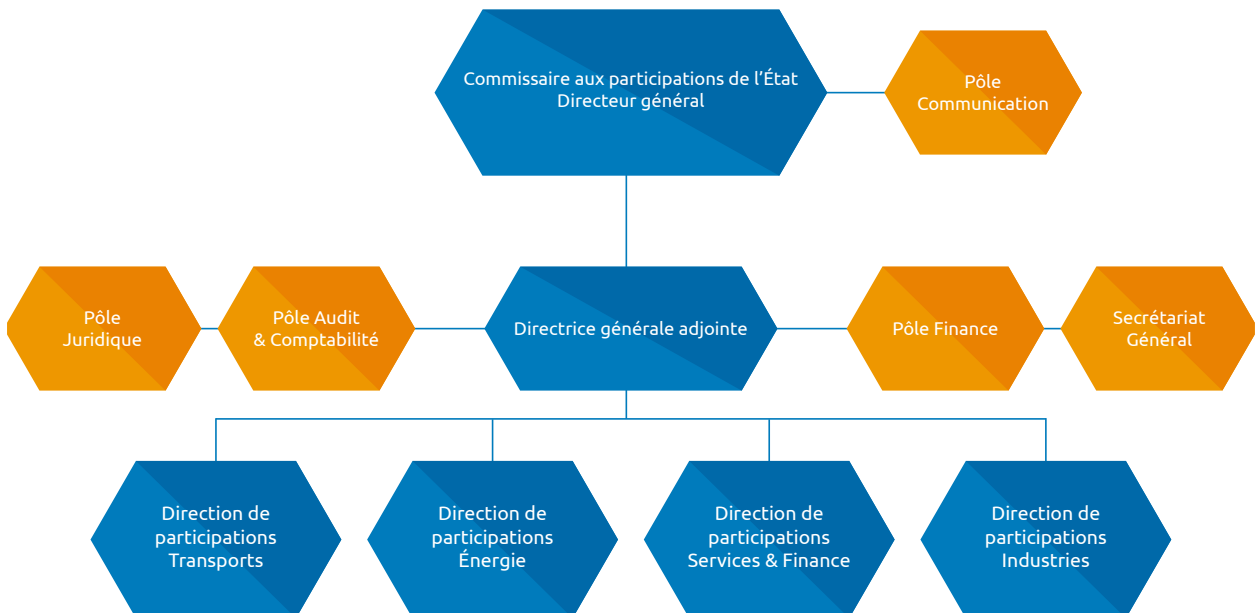 Commissaire aux participations de l’État
Directeur général
Pôle
Communication
Pôle
Juridique
Pôle Audit
& Comptabilité
Directrice générale adjointe
Pôle Finance
Secrétariat
Général
Direction de
participations
Transports
Direction de
participations
Énergie
Direction de
participations
Services & Finance
Direction de
participations
Industries